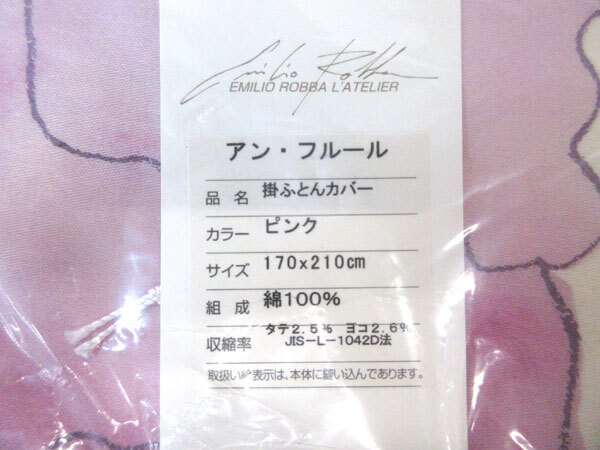 Emilio Robba
EMILIO ROBBA L'ATELIER
アン・フルール
品名 掛ふとんカバー
カラー ピンク
サイズ 170x210cm
組成 綿100%
収縮率 タテ2.5% ヨコ2.6%
JIS-L-1042D法
取扱い絵表示は、本体に縫い込んであります。